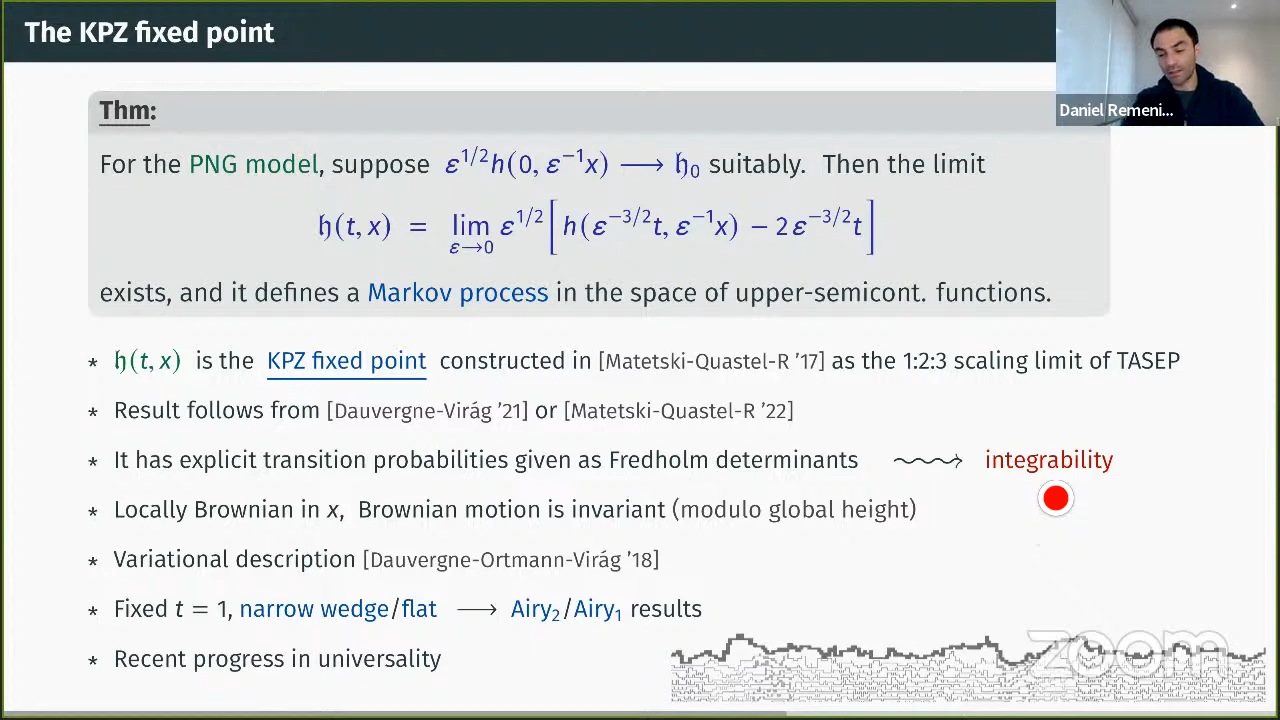 The KPZ fixed point
Daniel Remeni...
Thm:
For the PNG model, suppose ε^{1/2}h(0, ε^{−1}x) ⟶ 𝔥_0 suitably. Then the limit
𝔥(t, x) = lim_{ε→0} ε^{1/2}[h(ε^{−3/2}t, ε^{−1}x) − 2ε^{−3/2}t]
exists, and it defines a Markov process in the space of upper-semicont. functions.
* 𝔥(t, x) is the KPZ fixed point constructed in [Matetski-Quastel-R ’17] as the 1:2:3 scaling limit of TASEP
* Result follows from [Dauvergne-Virág ’21] or [Matetski-Quastel-R ’22]
* It has explicit transition probabilities given as Fredholm determinants ⇝ integrability
* Locally Brownian in x, Brownian motion is invariant (modulo global height)
* Variational description [Dauvergne-Ortmann-Virág ’18]
* Fixed t = 1, narrow wedge/flat ⟶ Airy_2/Airy_1 results
* Recent progress in universality
zoom